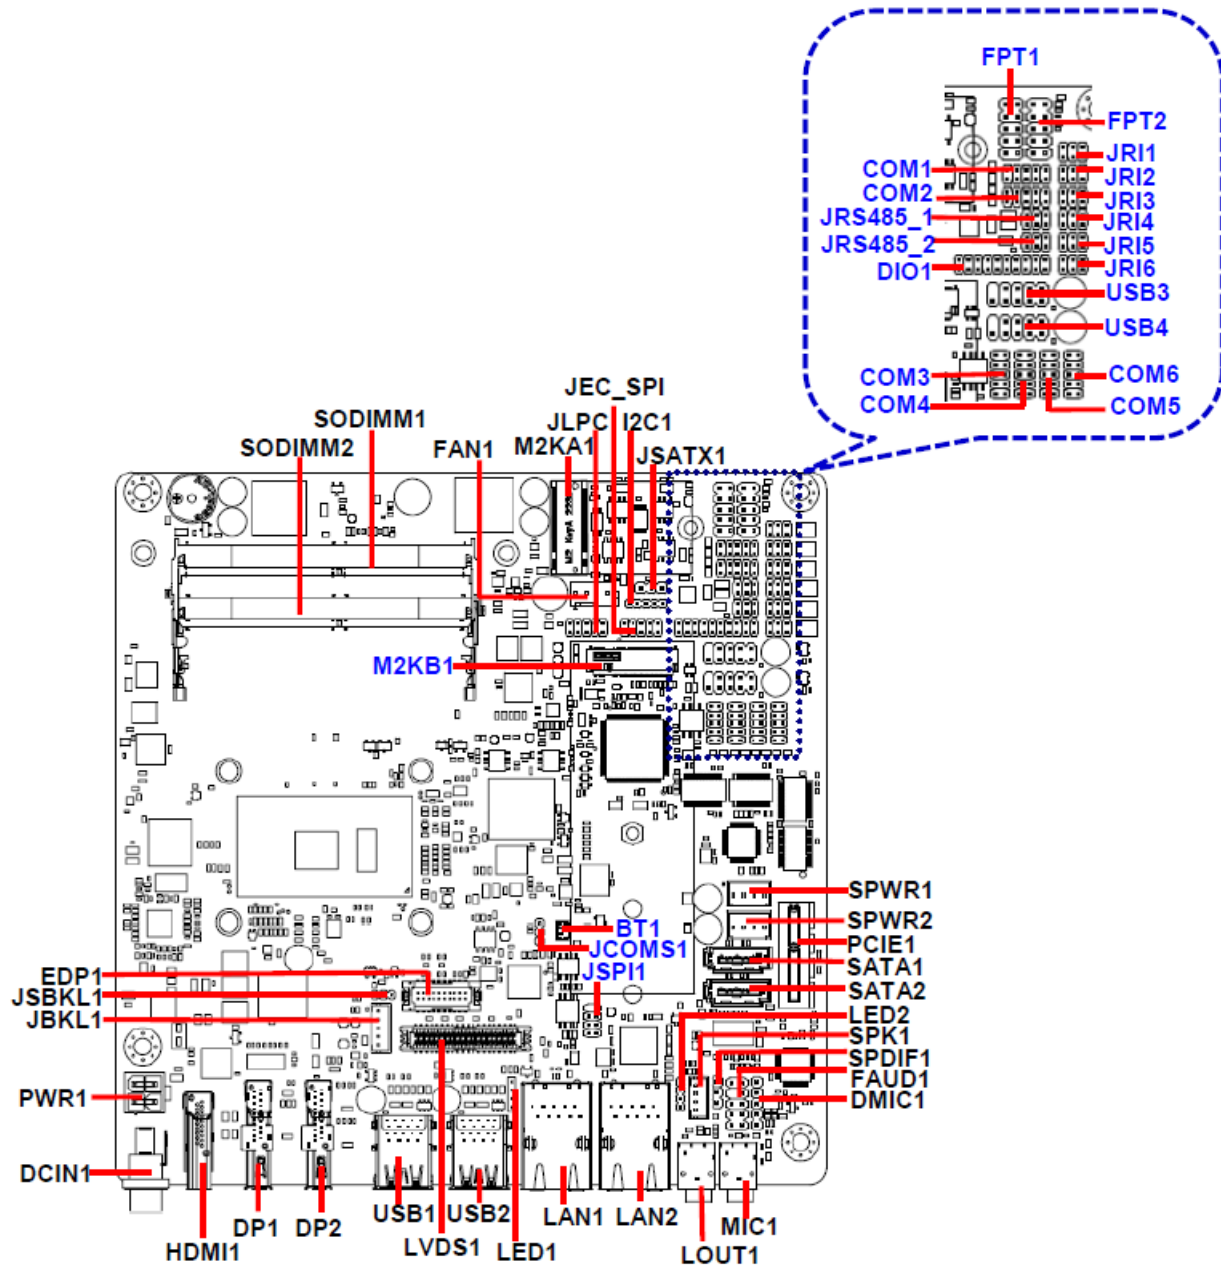 FPT1
FPT2
JRI1
COM1
JRI2
COM2
JRI3
JRS485_1
JRI4
JRS485_2
JRI5
DIO1
JRI6
USB3
USB4
COM3
COM6
COM4
COM5
JEC_SPI
SODIMM1
JLPC
I2C1
SODIMM2
FAN1
M2KA1
JSATX1
M2 KeyA 2230
M2KB1
SPWR1
BT1
SPWR2
JCOMS1
PCIE1
EDP1
JSPI1
SATA1
JSBKL1
SATA2
JBKL1
LED2
SPK1
SPDIF1
FAUD1
PWR1
DMIC1
DCIN1
DP1
DP2
USB1
USB2
LAN1
LAN2
MIC1
HDMI1
LVDS1
LED1
LOUT1